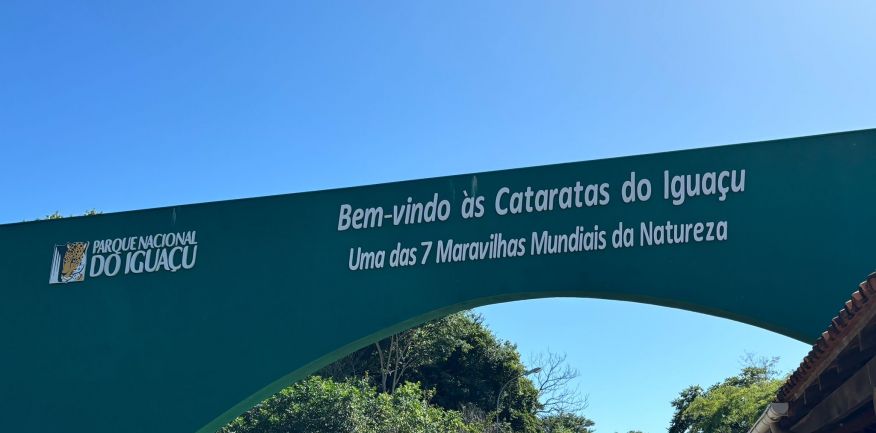 PARQUE NACIONAL
DO IGUAÇU
Bem-vindo às Cataratas do Iguaçu
Uma das 7 Maravilhas Mundiais da Natureza